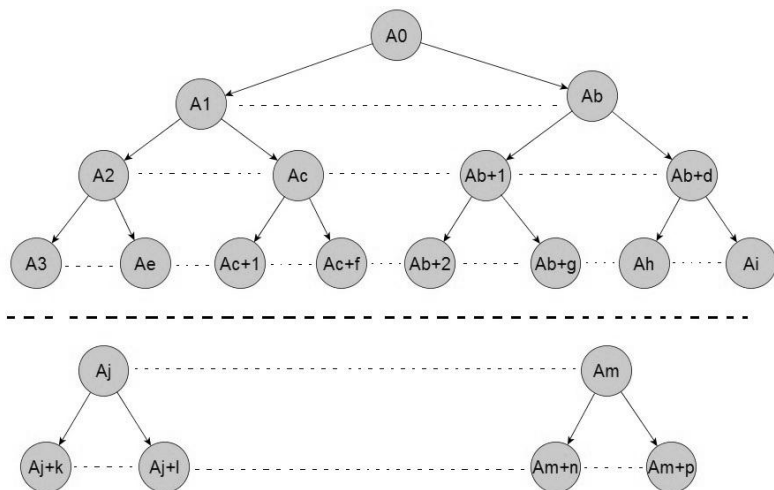 A0
A1 Ab
A2 Ac Ab+1 Ab+d
A3 Ae Ac+1 Ac+f Ab+2 Ab+g Ah Ai
Aj Am
Aj+k Aj+l Am+n Am+p